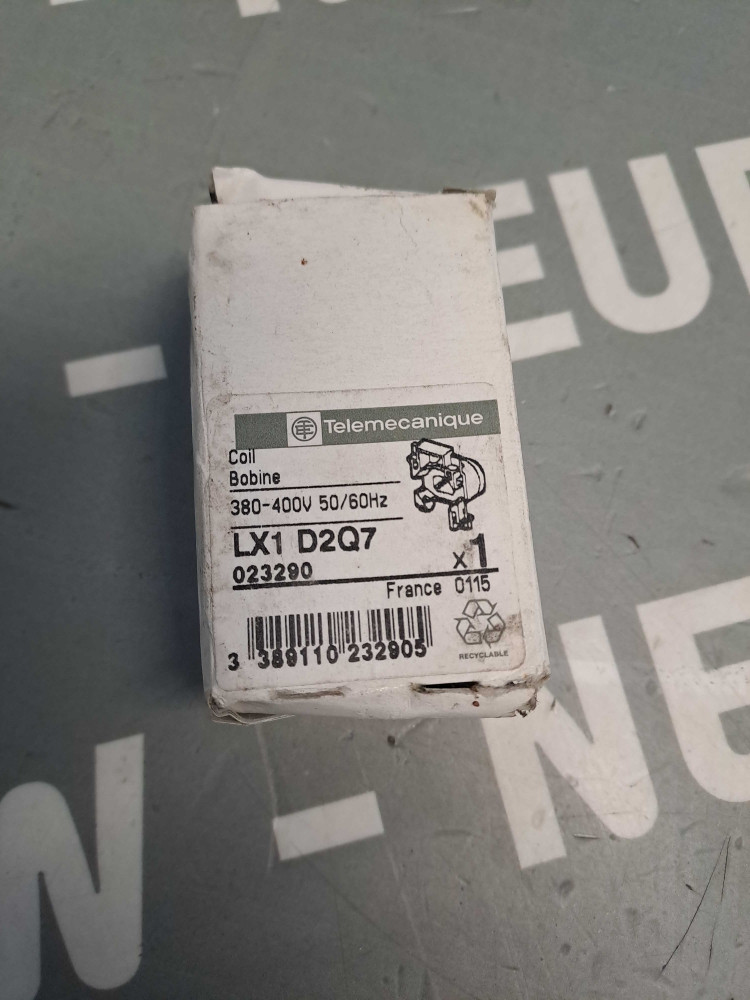 EUR
Telemecanique
Coil
Bobine
380-400V 50/60Hz
LX1 D2Q7
x1
023290
France 0115
3 389110 232905
RECYCLABLE
N - NE